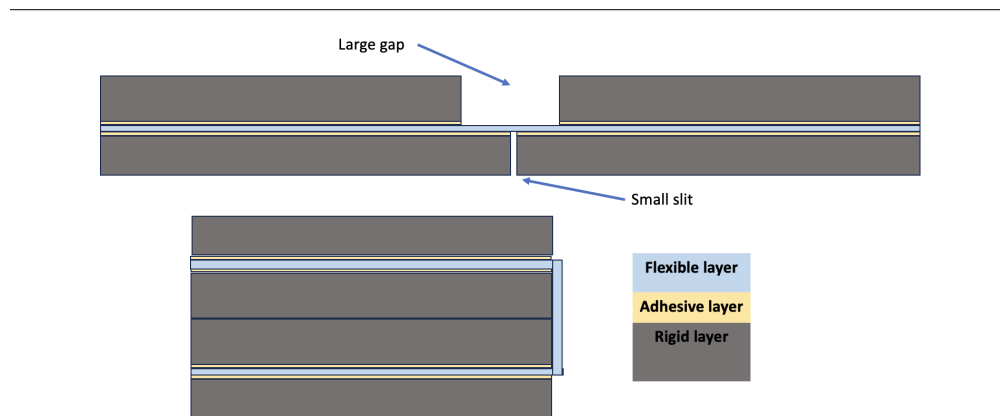 Large gap
Small slit
Flexible layer
Adhesive layer
Rigid layer